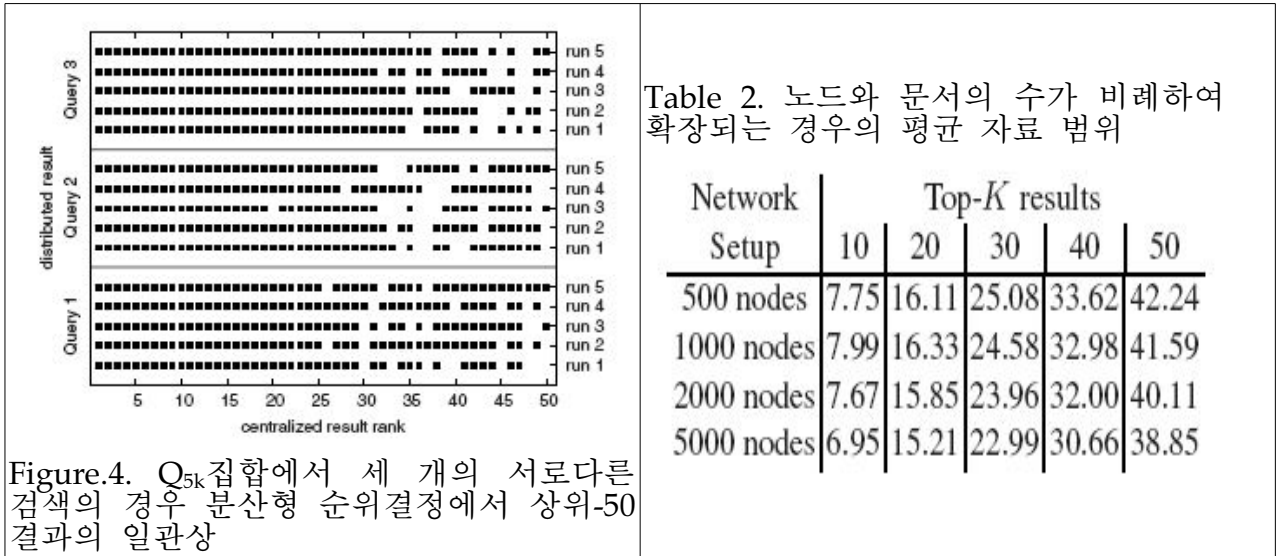 distributed result
Query 3
Query 2
Query 1
run 5
run 4
run 3
run 2
run 1
run 5
run 4
run 3
run 2
run 1
run 5
run 4
run 3
run 2
run 1
5 10 15 20 25 30 35 40 45 50
centralized result rank
Figure.4. Q5k집합에서 세 개의 서로다른
검색의 경우 분산형 순위결정에서 상위-50
결과의 일관상
Table 2. 노드와 문서의 수가 비례하여
확장되는 경우의 평균 자료 범위
Network Top-K results
Setup 10 20 30 40 50
500 nodes 7.75 16.11 25.08 33.62 42.24
1000 nodes 7.99 16.33 24.58 32.98 41.59
2000 nodes 7.67 15.85 23.96 32.00 40.11
5000 nodes 6.95 15.21 22.99 30.66 38.85